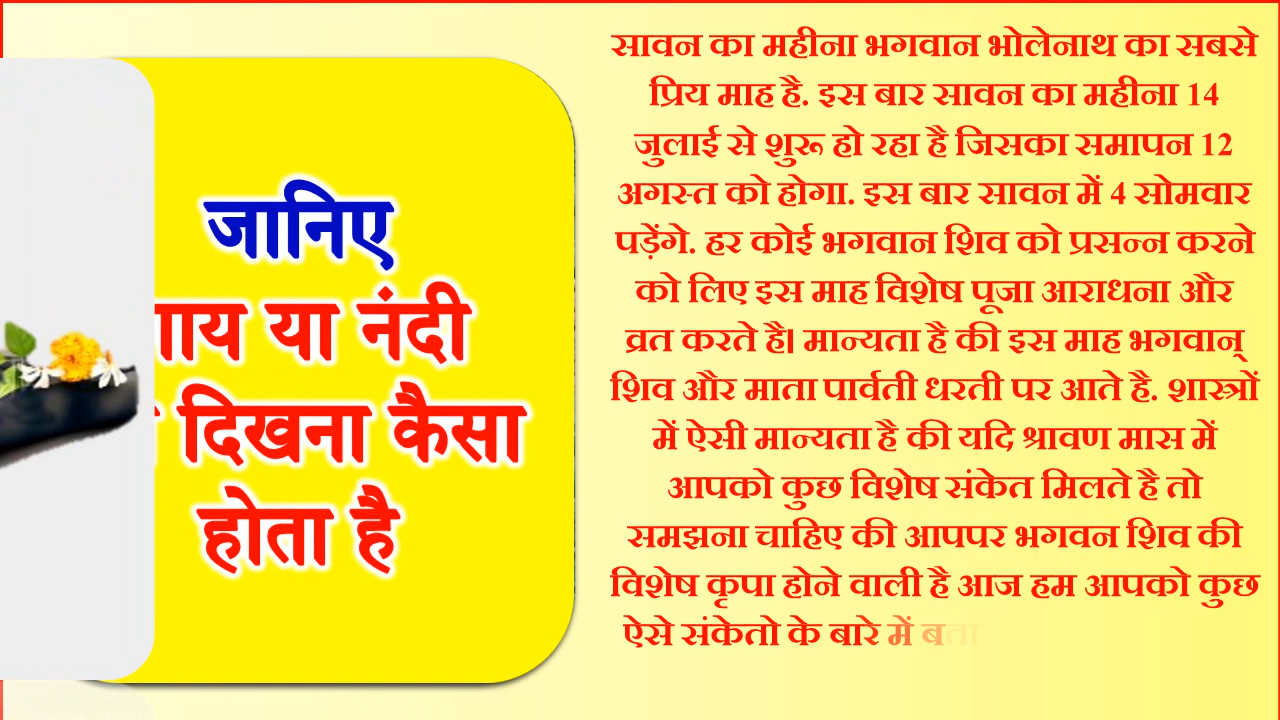 जानिए
या नंदी
दिखना कैसा
होता है
सावन का महीना भगवान भोलेनाथ का सबसे
प्रिय माह है. इस बार सावन का महीना 14
जुलाई से शुरू हो रहा है जिसका समापन 12
अगस्त को होगा. इस बार सावन में 4 सोमवार
पड़ेंगे. हर कोई भगवान शिव को प्रसन्न करने
को लिए इस माह विशेष पूजा आराधना और
व्रत करते है। मान्यता है की इस माह भगवान्
शिव और माता पार्वती धरती पर आते है. शास्त्रों
में ऐसी मान्यता है की यदि श्रावण मास में
आपको कुछ विशेष संकेत मिलते है तो
समझना चाहिए की आपपर भगवन शिव की
विशेष कृपा होने वाली है आज हम आपको कुछ
ऐसे संकेतो के बारे में बता